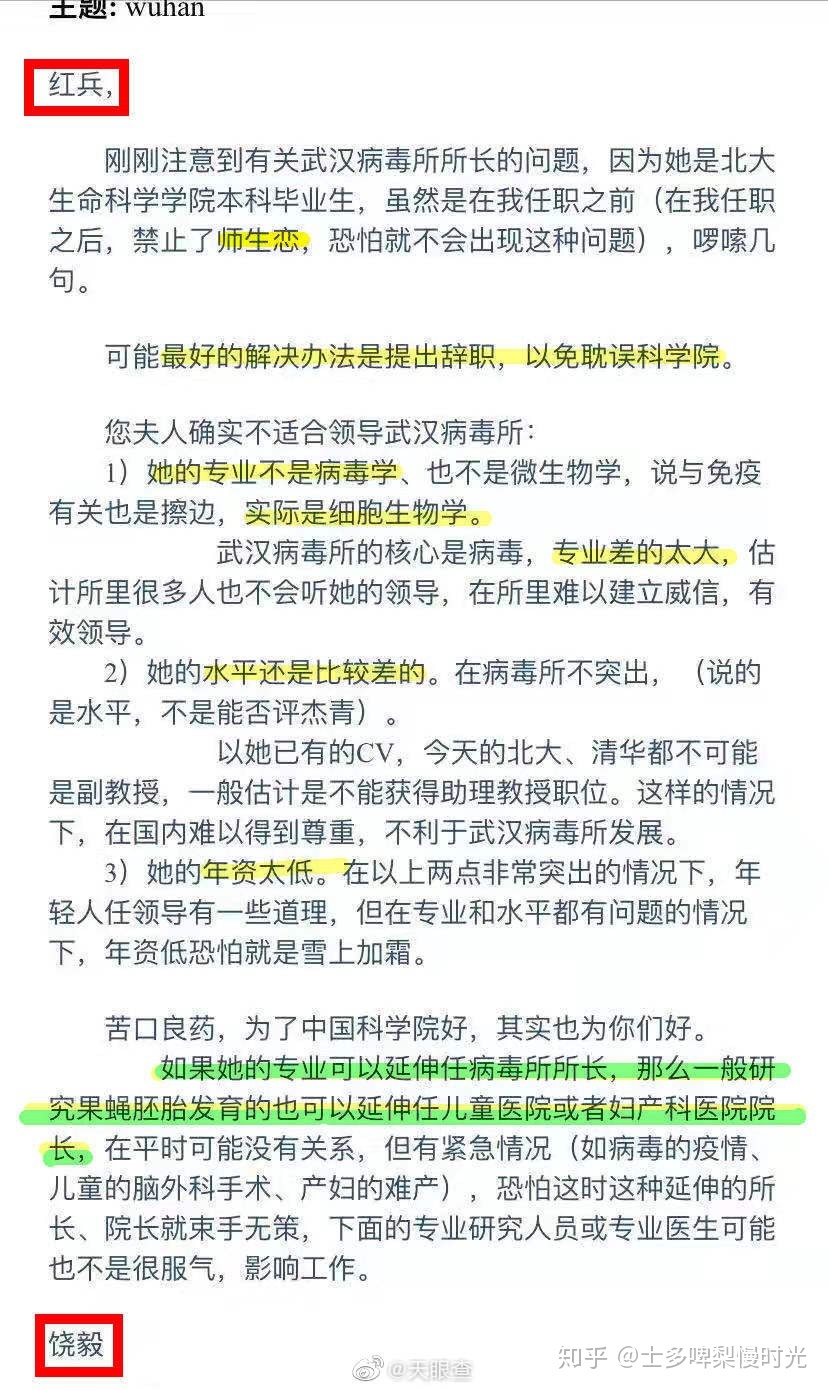 主题: wuhan
红兵,
刚刚注意到有关武汉病毒所所长的问题，因为她是北大
生命科学学院本科毕业生，虽然是在我任职之前（在我任职
之后，禁止了师生恋，恐怕就不会出现这种问题），啰嗦几
句。
可能最好的解决办法是提出辞职，以免耽误科学院。
您夫人确实不适合领导武汉病毒所：
1）她的专业不是病毒学、也不是微生物学，说与免疫
有关也是擦边，实际是细胞生物学。
武汉病毒所的核心是病毒，专业差的太大，估
计所里很多人也不会听她的领导，在所里难以建立威信，有
效领导。
2）她的水平还是比较差的。在病毒所不突出，（说的
是水平，不是能否评杰青）。
以她已有的CV，今天的北大、清华都不可能
是副教授，一般估计是不能获得助理教授职位。这样的情况
下，在国内难以得到尊重，不利于武汉病毒所发展。
3）她的年资太低。在以上两点非常突出的情况下，年
轻人任领导有一些道理，但在专业和水平都有问题的情况
下，年资低恐怕就是雪上加霜。
苦口良药，为了中国科学院好，其实也为你们好。
如果她的专业可以延伸任病毒所所长，那么一般研
究果蝇胚胎发育的也可以延伸任儿童医院或者妇产科医院院
长，在平时可能没有关系，但有紧急情况（如病毒的疫情、
儿童的脑外科手术、产妇的难产），恐怕这时这种延伸的所
长、院长就束手无策，下面的专业研究人员或专业医生可能
也不是很服气，影响工作。
饶毅
@天眼查
知乎 @士多啤梨慢时光